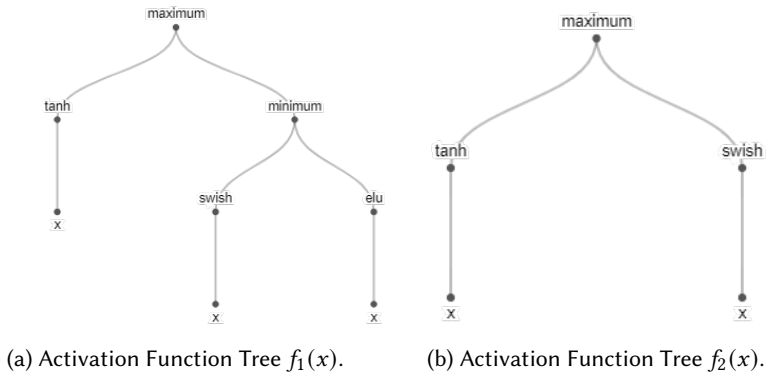 maximum
tanh
minimum
swish
elu
x
x
x
(a) Activation Function Tree f₁(x).
maximum
tanh
swish
x
x
(b) Activation Function Tree f₂(x).